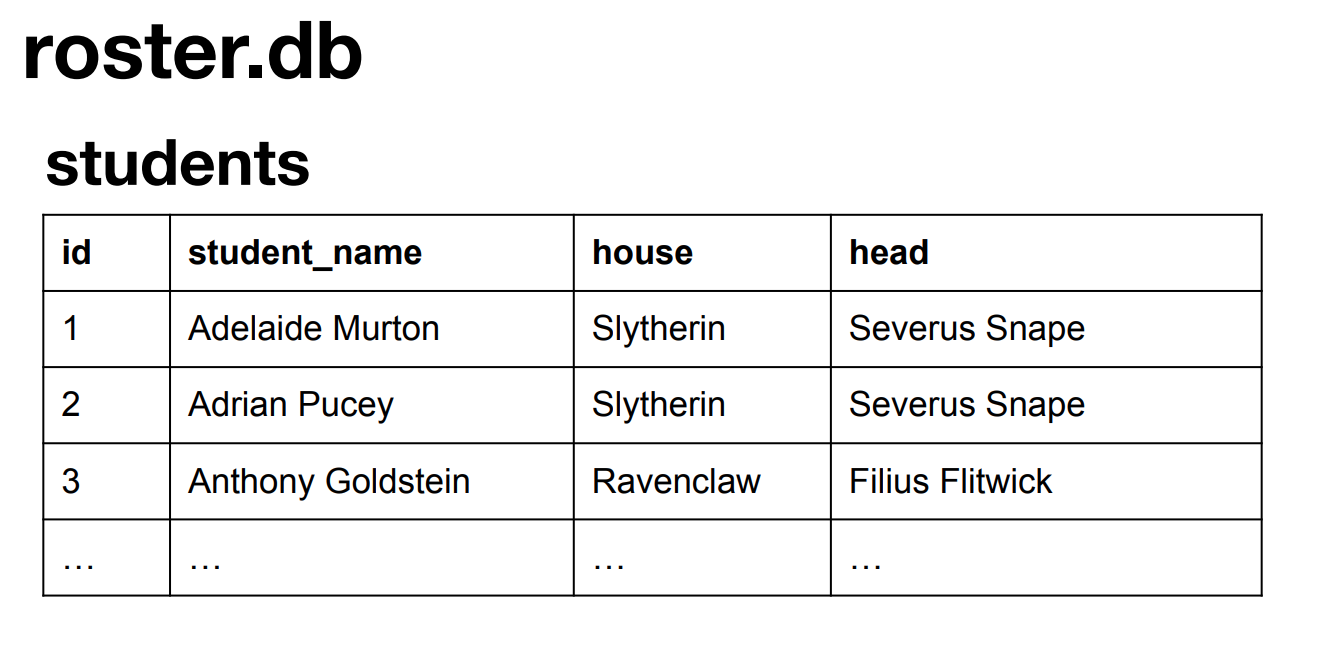 roster.db
students
id student_name house head
1 Adelaide Murton Slytherin Severus Snape
2 Adrian Pucey Slytherin Severus Snape
3 Anthony Goldstein Ravenclaw Filius Flitwick
… … … …